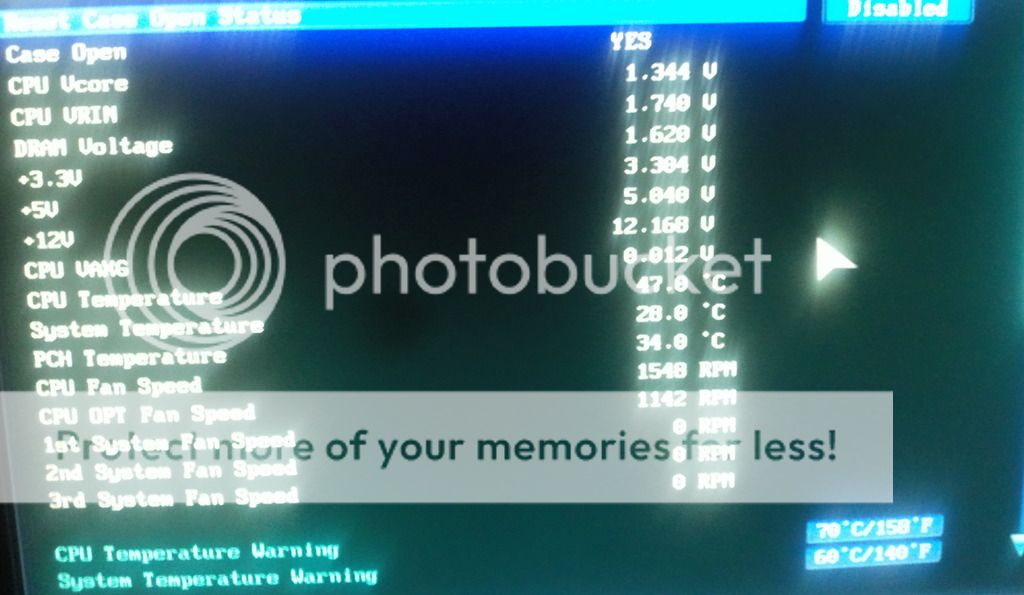 Reset Case Open Status Disabled
Case Open YES
CPU Vcore 1.344 V
CPU VRIN 1.740 V
DRAM Voltage 1.620 V
+3.3V 3.304 V
+5V 5.040 V
+12V 12.168 V
CPU VAXG 0.012 V
photobucket
CPU Temperature 47.0 °C
System Temperature 28.0 °C
PCH Temperature 34.0 °C
CPU Fan Speed 1548 RPM
CPU OPT Fan Speed 1142 RPM
1st System Fan Speed 0 RPM
Protect more of your memories for less!
2nd System Fan Speed 0 RPM
3rd System Fan Speed 0 RPM
CPU Temperature Warning 70°C/158°F
System Temperature Warning 60°C/140°F